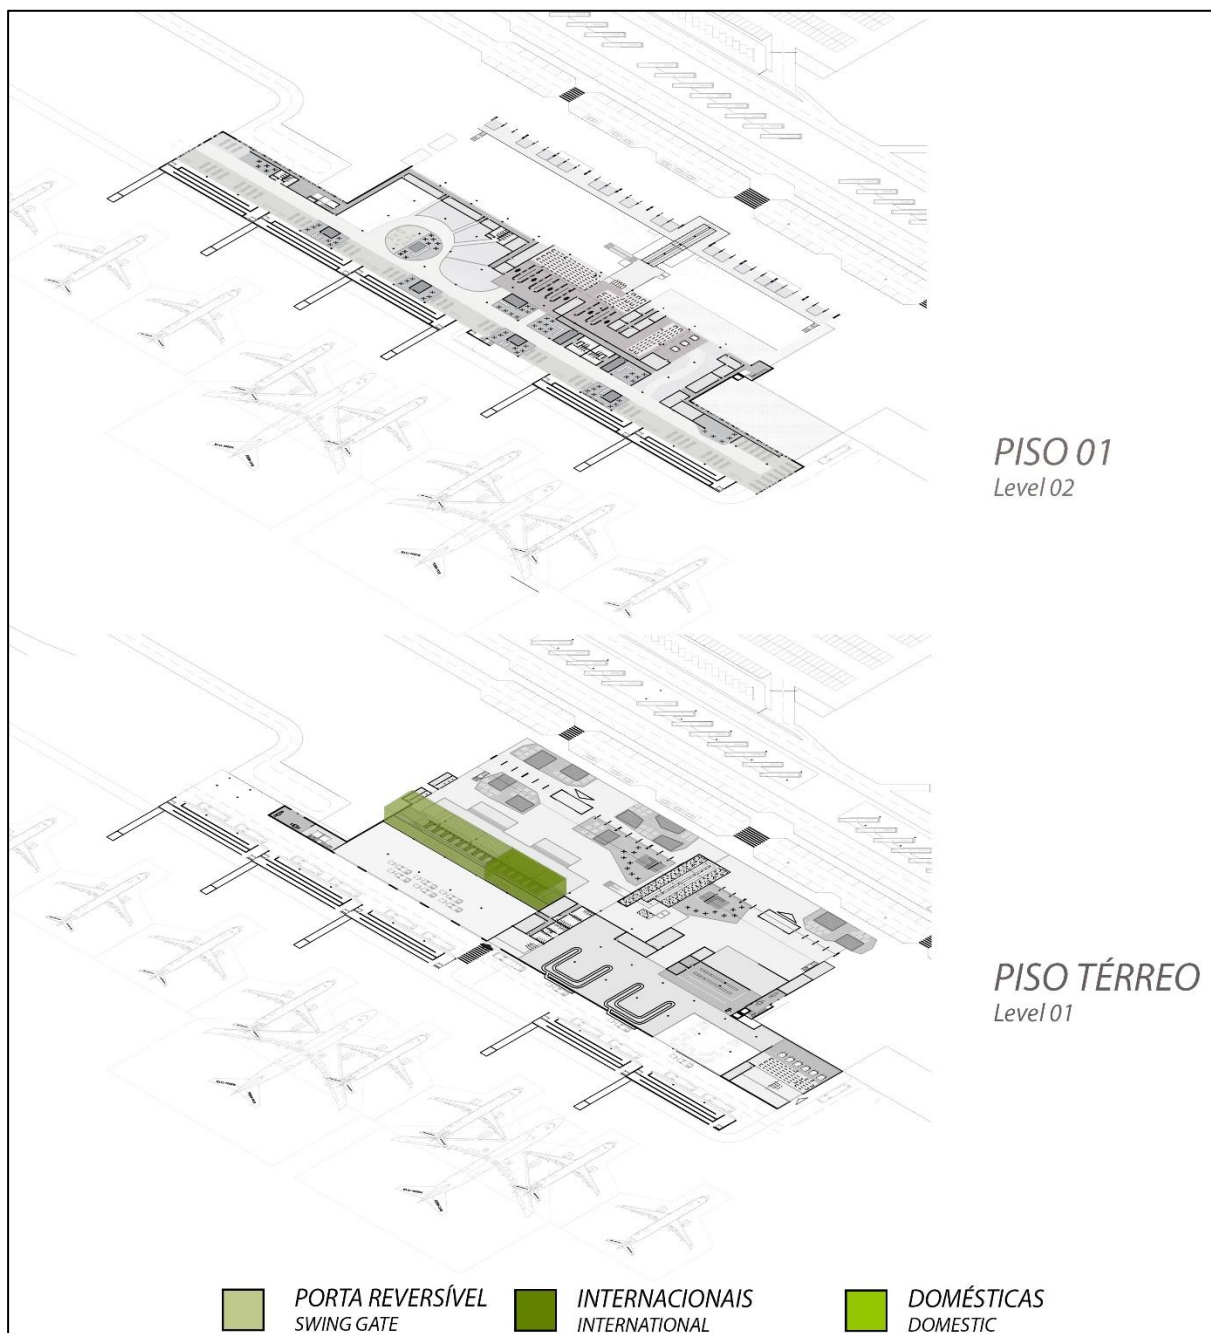 PISO 01
Level 02
PISO TÉRREO
Level 01
PORTA REVERSÍVEL
SWING GATE
INTERNACIONAIS
INTERNATIONAL
DOMÉSTICAS
DOMESTIC